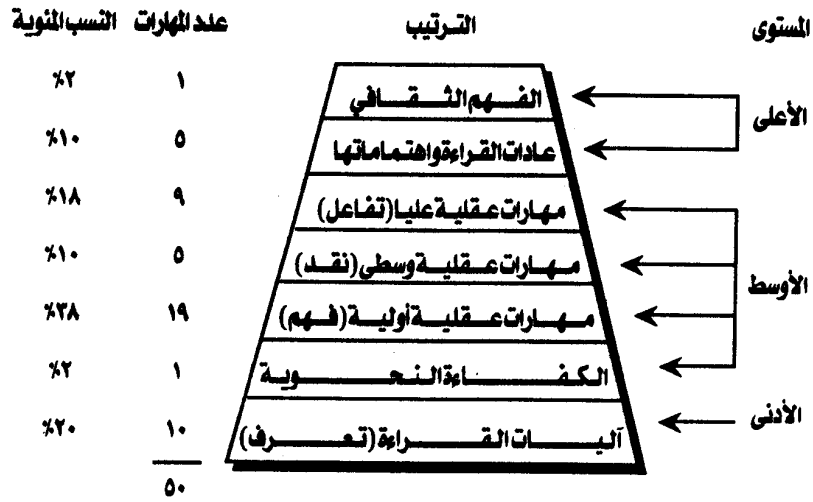 المستوى الترتيب عدد المهارات النسب المئوية
الأعلى
الفهم الثقافي ١ ٢%
عادات القراءة واهتماماتها ٥ ١٠%
مهارات عقلية عليا (تفاعل) ٩ ١٨%
الأوسط
مهارات عقلية وسطي (نقد) ٥ ١٠%
مهارات عقلية أولية (فهم) ١٩ ٣٨%
الكفاءة النحوية ١ ٢%
الأدنى
آليات القراءة (تعرف) ١٠ ٢٠%
٥٠